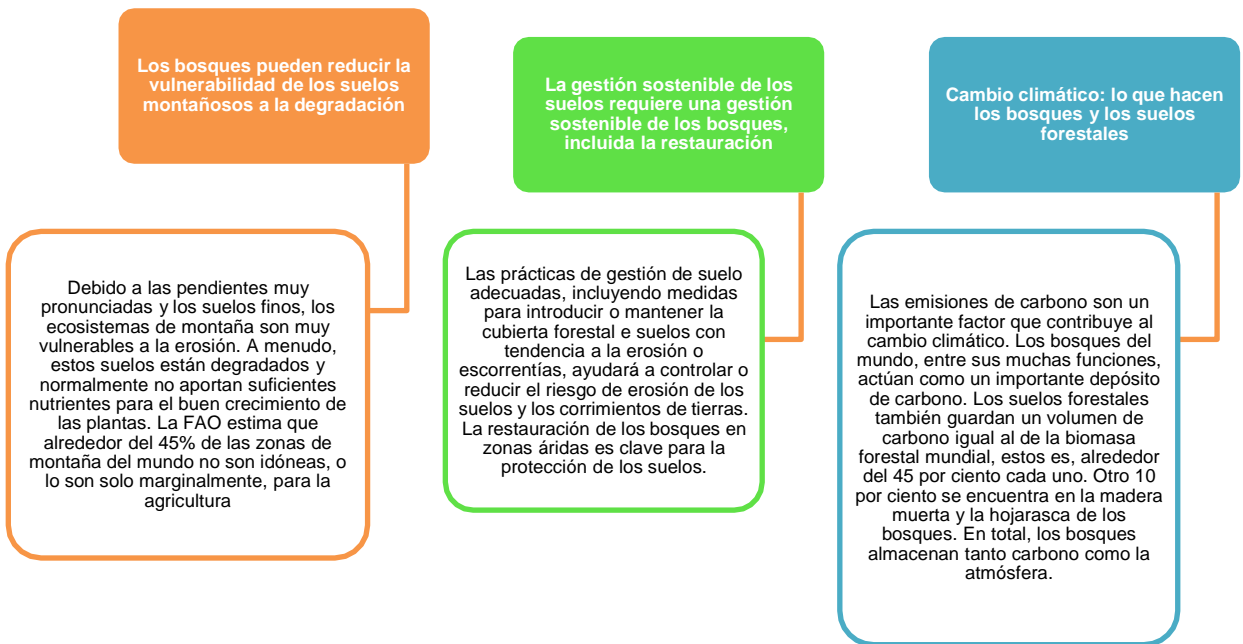 Los bosques pueden reducir la
vulnerabilidad de los suelos
montañosos a la degradación
Debido a las pendientes muy
pronunciadas y los suelos finos, los
ecosistemas de montaña son muy
vulnerables a la erosión. A menudo,
estos suelos están degradados y
normalmente no aportan suficientes
nutrientes para el buen crecimiento de
las plantas. La FAO estima que
alrededor del 45% de las zonas de
montaña del mundo no son idóneas, o
lo son solo marginalmente, para la
agricultura
La gestión sostenible de los
suelos requiere una gestión
sostenible de los bosques,
incluida la restauración
Las prácticas de gestión de suelo
adecuadas, incluyendo medidas
para introducir o mantener la
cubierta forestal e suelos con
tendencia a la erosión o
escorrentías, ayudará a controlar o
reducir el riesgo de erosión de los
suelos y los corrimientos de tierras.
La restauración de los bosques en
zonas áridas es clave para la
protección de los suelos.
Cambio climático: lo que hacen
los bosques y los suelos
forestales
Las emisiones de carbono son un
importante factor que contribuye al
cambio climático. Los bosques del
mundo, entre sus muchas funciones,
actúan como un importante depósito
de carbono. Los suelos forestales
también guardan un volumen de
carbono igual al de la biomasa
forestal mundial, estos es, alrededor
del 45 por ciento cada uno. Otro 10
por ciento se encuentra en la madera
muerta y la hojarasca de los
bosques. En total, los bosques
almacenan tanto carbono como la
atmósfera.